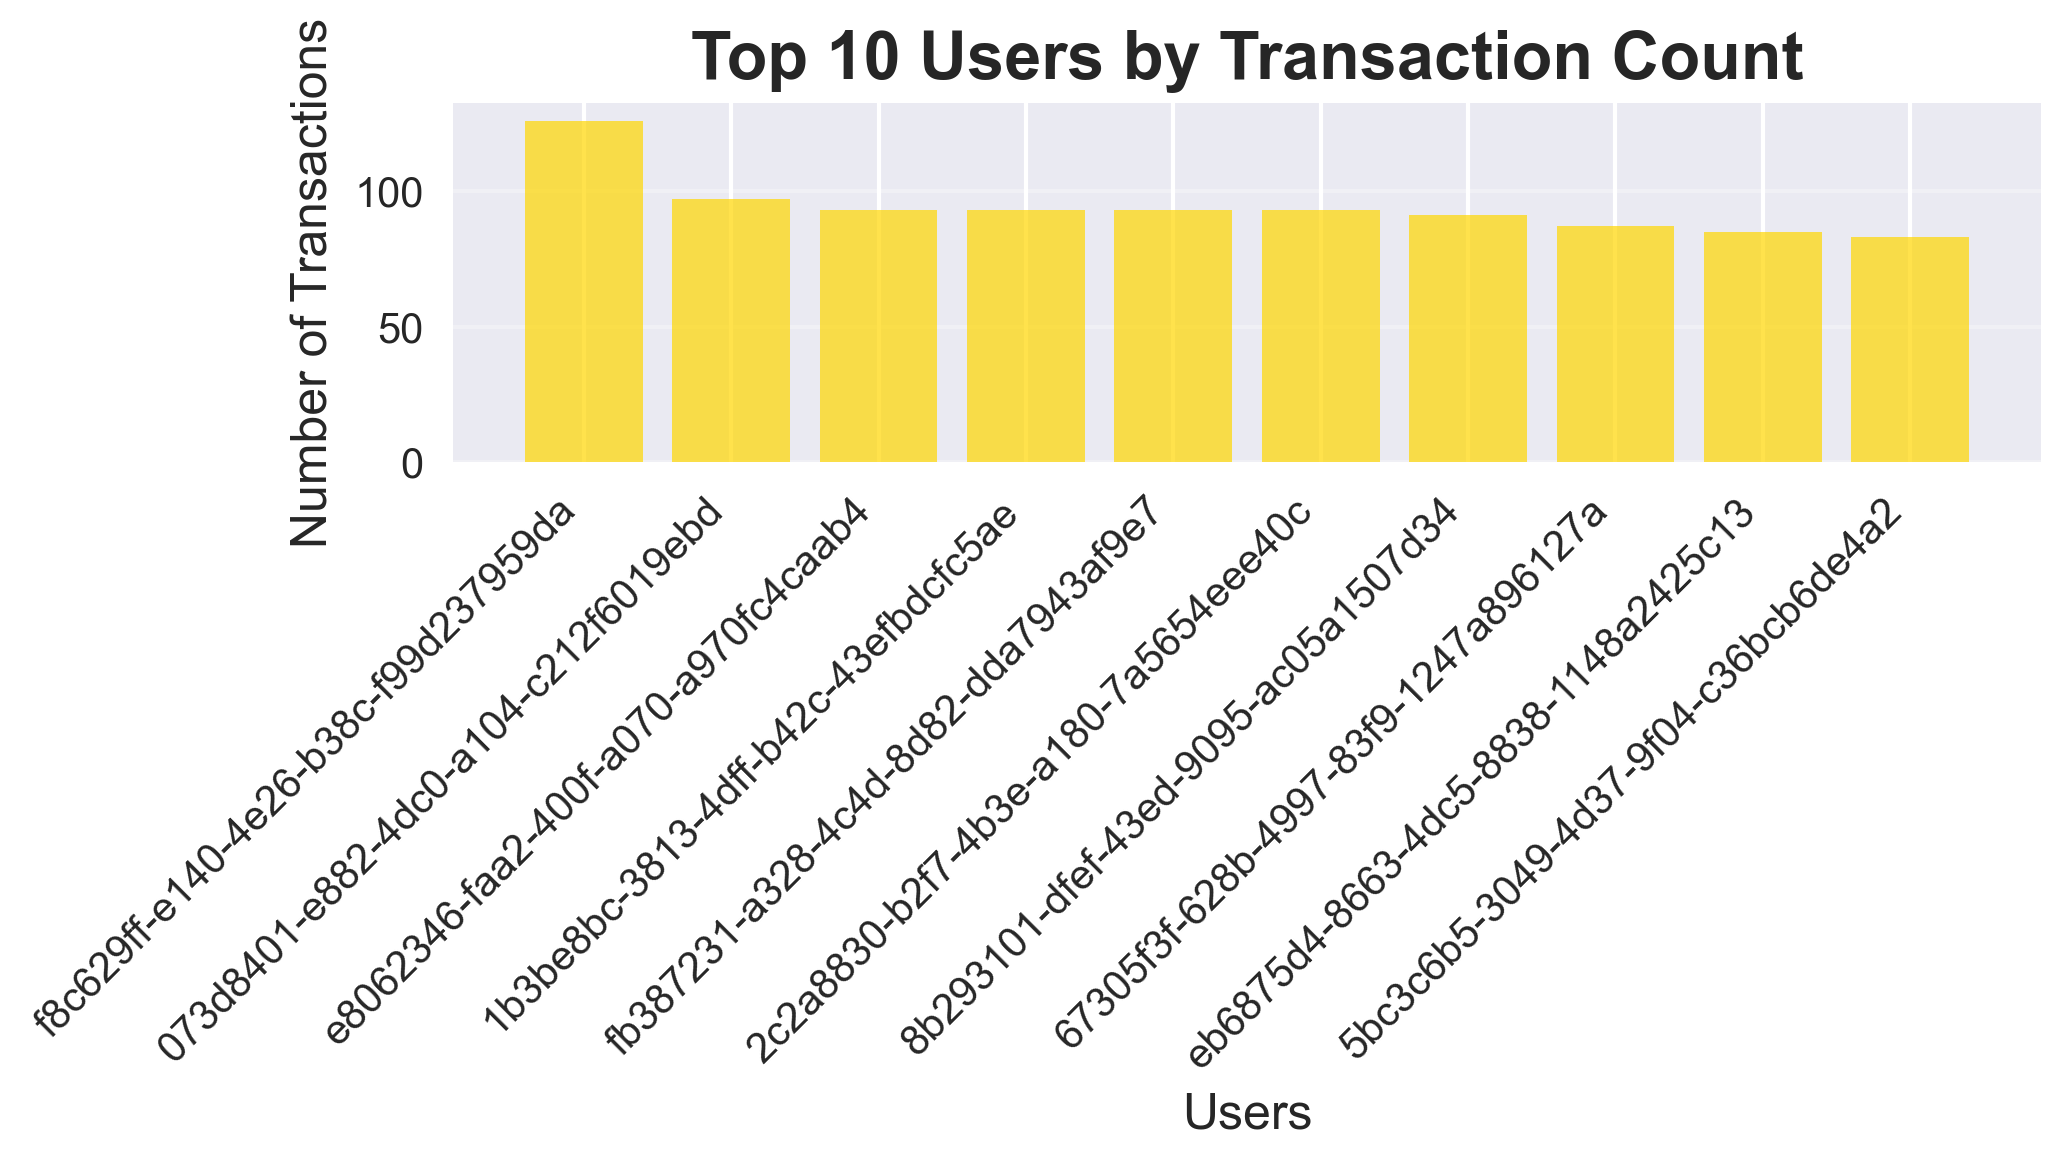 Top 10 Users by Transaction Count
Number of Transactions
100
50
0
f8c629ff-e140-4e26-b38c-f99d237959da
073d8401-e882-4dc0-a104-c212f6019ebd
e8062346-faa2-400f-a070-a970fc4caab4
1b3be8bc-3813-4dff-b42c-43efbdcfc5ae
fb387231-a328-4c4d-8d82-dda7943af9e7
2c2a8830-b2f7-4b3e-a180-7a5654eee40c
8b293101-dfef-43ed-9095-ac05a1507d34
67305f3f-628b-4997-83f9-1247a896127a
eb6875d4-8663-4dc5-8838-1148a2425c13
5bc3c6b5-3049-4d37-9f04-c36bcb6de4a2
Users